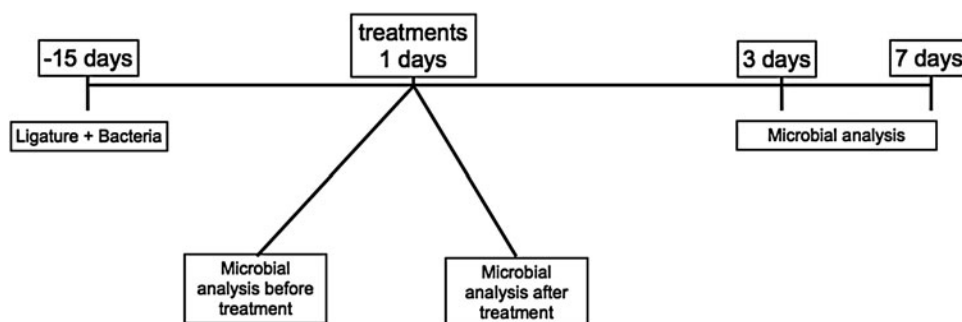 treatments
-15 days
1 days
3 days
7 days
Ligature + Bacteria
Microbial analysis
Microbial
analysis before
treatment
Microbial
analysis after
treatment